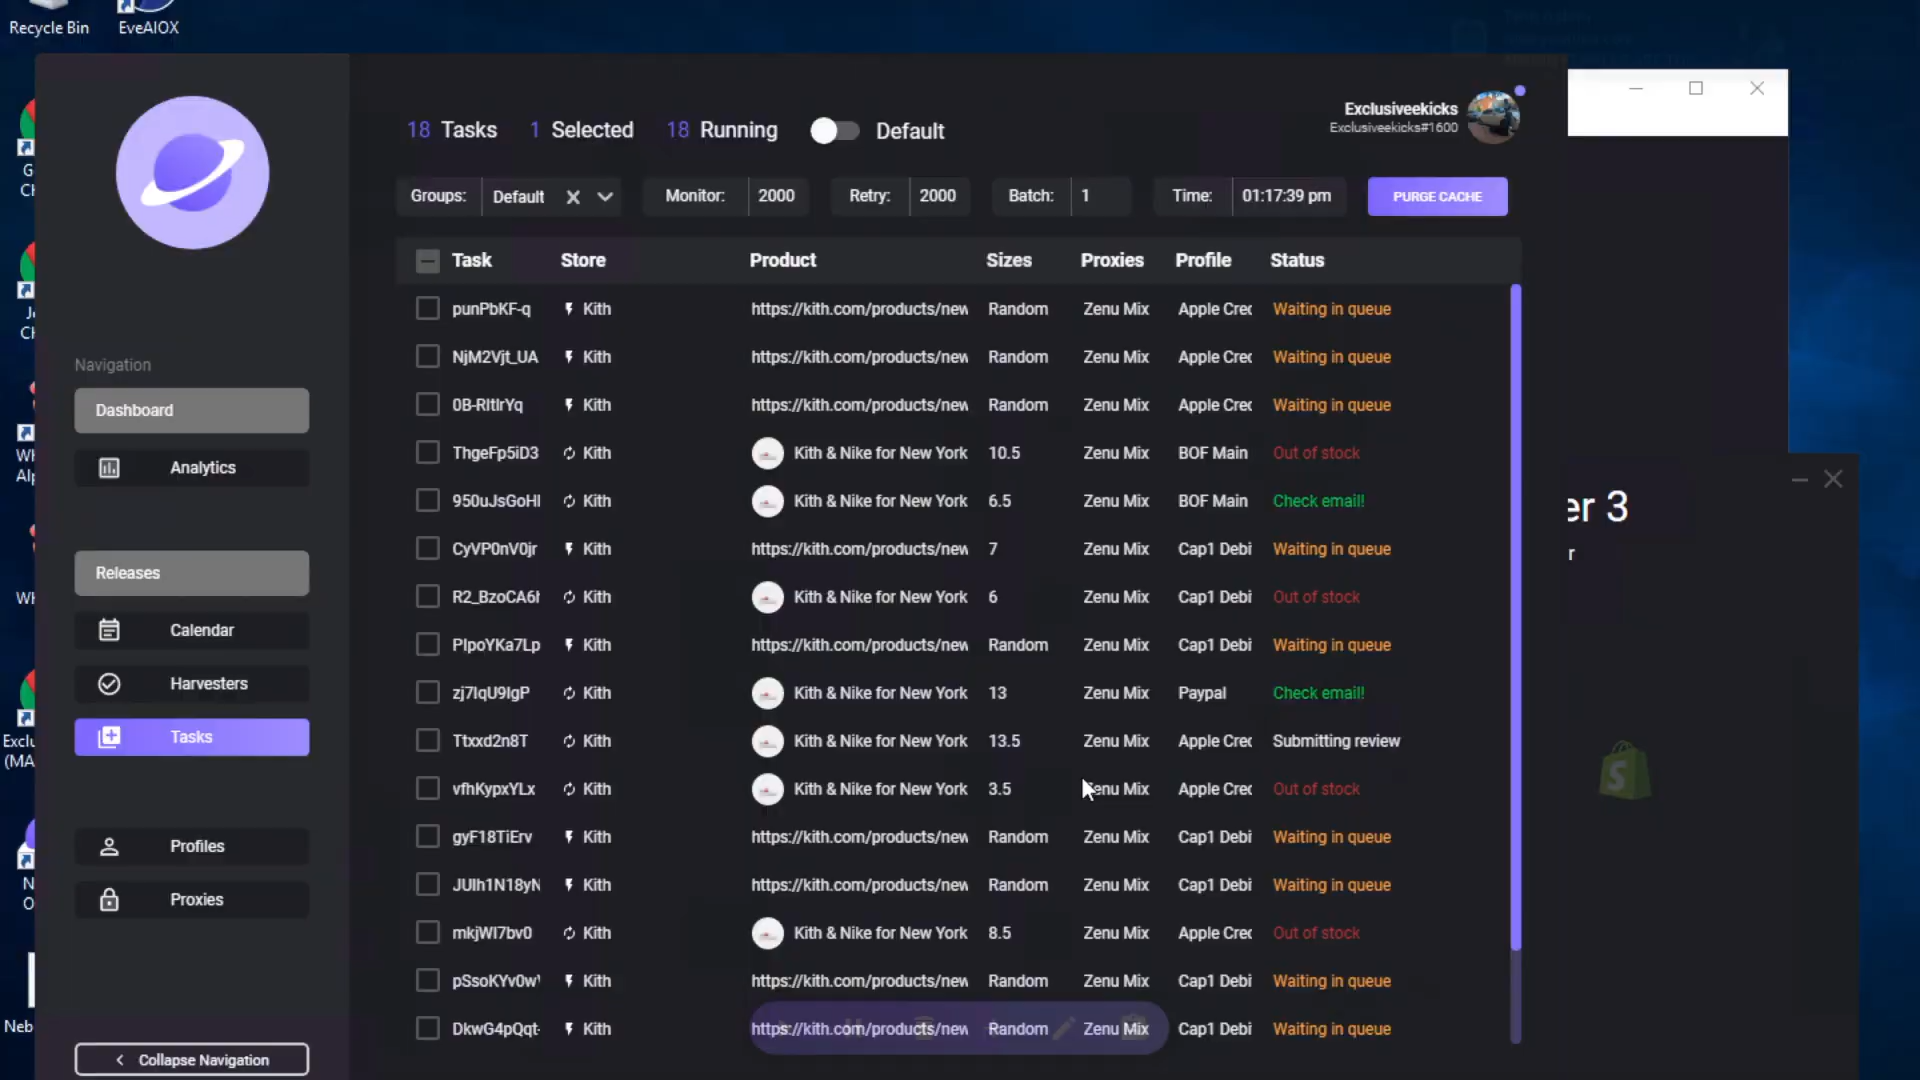 Recycle Bin
EveAIOX
18 Tasks 1 Selected 18 Running Default
Exclusiveekicks
Exclusiveekicks#1600
Groups: Default Monitor: 2000 Retry: 2000 Batch: 1 Time: 01:17:39 pm PURGE CACHE
Task Store Product Sizes Proxies Profile Status
punPbKF-q Kith https://kith.com/products/new Random Zenu Mix Apple Cred Waiting in queue
NjM2Vjt_UA Kith https://kith.com/products/new Random Zenu Mix Apple Cred Waiting in queue
0B-RItIrYq Kith https://kith.com/products/new Random Zenu Mix Apple Cred Waiting in queue
ThgeFp5iD3 Kith Kith & Nike for New York 10.5 Zenu Mix BOF Main Out of stock
950uJsGoHI Kith Kith & Nike for New York 6.5 Zenu Mix BOF Main Check email!
CyVP0nV0jr Kith https://kith.com/products/new 7 Zenu Mix Cap1 Debi Waiting in queue
R2_BzoCA6 Kith Kith & Nike for New York 6 Zenu Mix Cap1 Debi Out of stock
PIpoYKa7Lp Kith https://kith.com/products/new Random Zenu Mix Cap1 Debi Waiting in queue
zj7IqU9IgP Kith Kith & Nike for New York 13 Zenu Mix Paypal Check email!
Ttxxd2n8T Kith Kith & Nike for New York 13.5 Zenu Mix Apple Cred Submitting review
vfhKypxYLx Kith Kith & Nike for New York 3.5 Zenu Mix Apple Cred Out of stock
gyF18TiErv Kith https://kith.com/products/new Random Zenu Mix Cap1 Debi Waiting in queue
JUIh1N18yN Kith https://kith.com/products/new Random Zenu Mix Cap1 Debi Waiting in queue
mkjWI7bv0 Kith Kith & Nike for New York 8.5 Zenu Mix Apple Cred Out of stock
pSsoKYv0w Kith https://kith.com/products/new Random Zenu Mix Cap1 Debi Waiting in queue
DkwG4pQqt- Kith https://kith.com/products/new Random Zenu Mix Cap1 Debi Waiting in queue
Navigation
Dashboard
Analytics
Releases
Calendar
Harvesters
Tasks
Profiles
Proxies
Collapse Navigation
G
CH
J
CH
WH
Alp
WH
Exclu
(MA
N
O
Neb
er 3
r